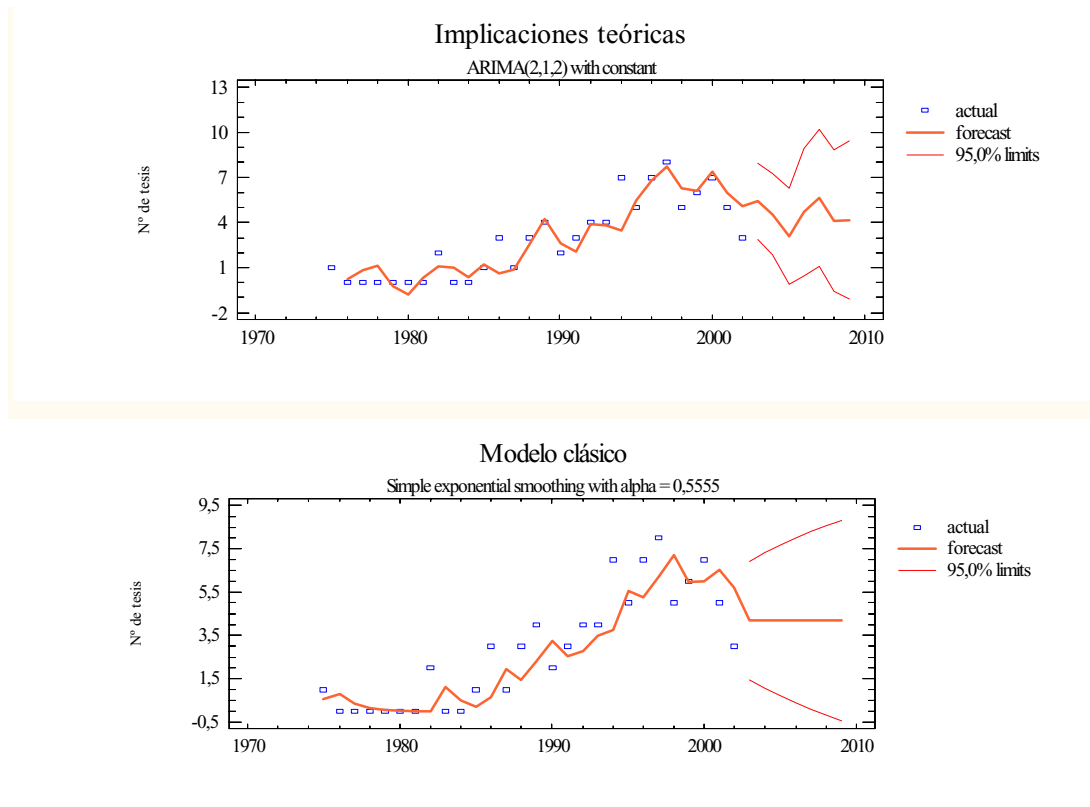 Implicaciones teóricas
ARIMA(2,1,2) with constant
13
10
7
4
1
-2
Nº de tesis
1970
1980
1990
2000
2010
actual
forecast
95,0% limits
Modelo clásico
Simple exponential smoothing with alpha = 0,5555
9,5
7,5
5,5
3,5
1,5
-0,5
Nº de tesis
1970
1980
1990
2000
2010
actual
forecast
95,0% limits